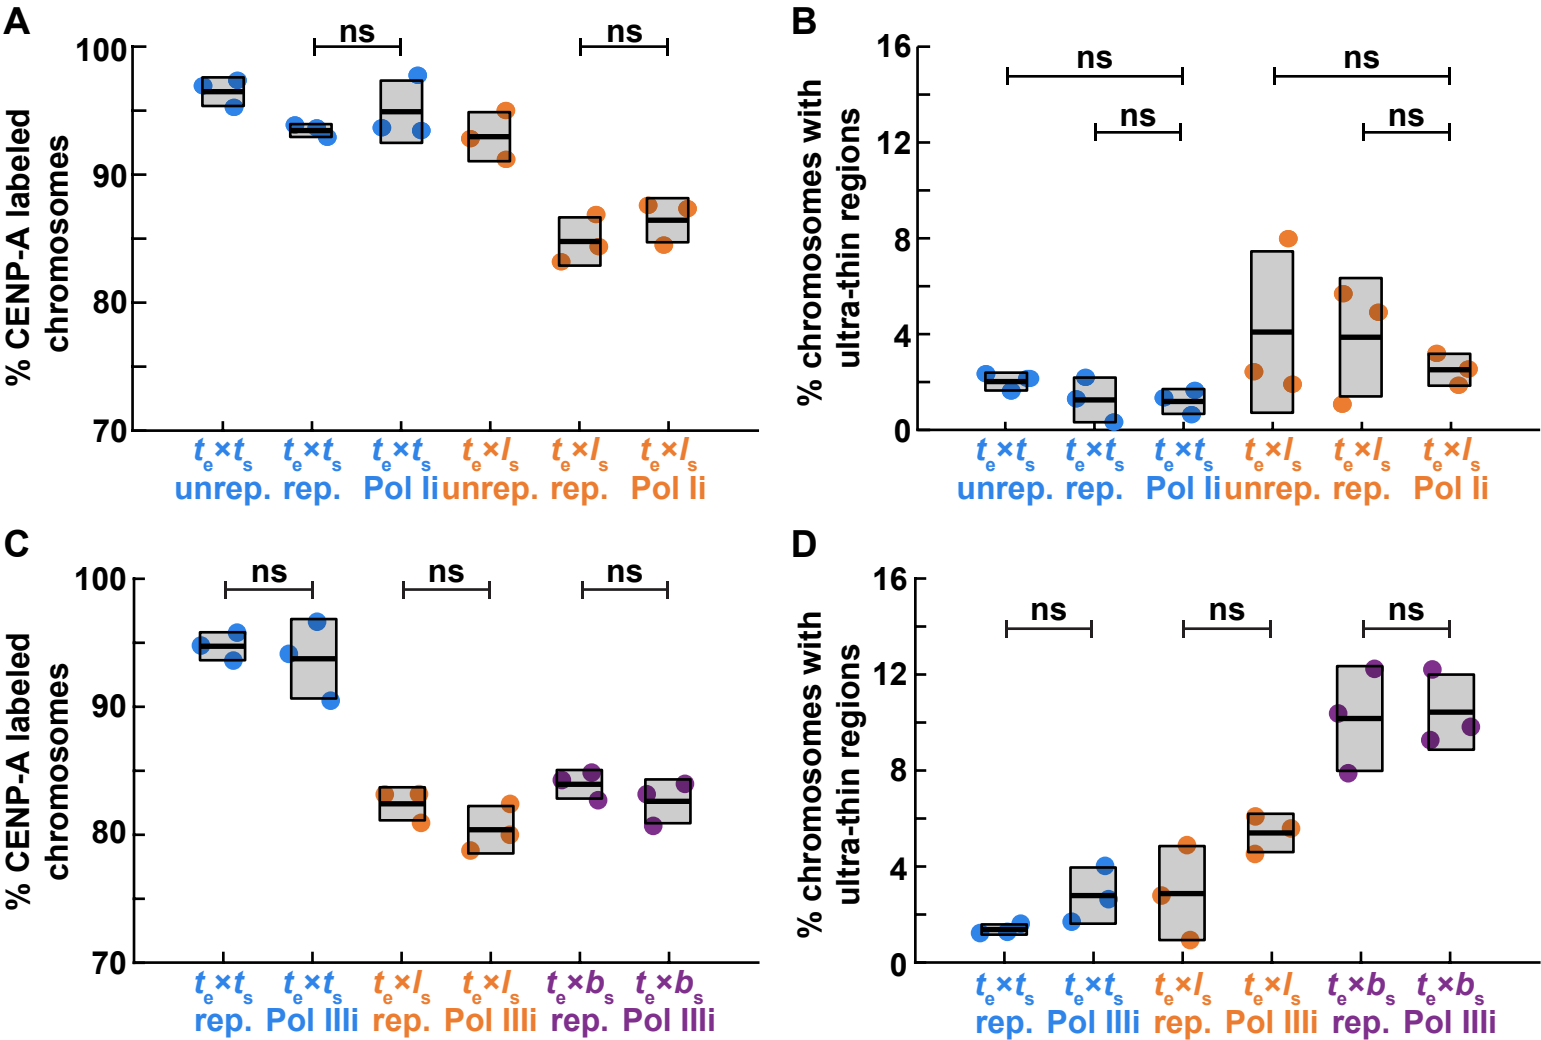 A
% CENP-A labeled
chromosomes
100
90
80
70
ns
ns
te×ts te×ts te×ts te×ls te×ls te×ls
unrep. rep. Pol Ii unrep. rep. Pol Ii
B
% chromosomes with
ultra-thin regions
16
12
8
4
0
ns
ns
ns
ns
te×ts te×ts te×ts te×ls te×ls te×ls
unrep. rep. Pol Ii unrep. rep. Pol Ii
C
% CENP-A labeled
chromosomes
100
90
80
70
ns
ns
ns
te×ts te×ts te×ls te×ls te×bs te×bs
rep. Pol IIIi rep. Pol IIIi rep. Pol IIIi
D
% chromosomes with
ultra-thin regions
16
12
8
4
0
ns
ns
ns
te×ts te×ts te×ls te×ls te×bs te×bs
rep. Pol IIIi rep. Pol IIIi rep. Pol IIIi